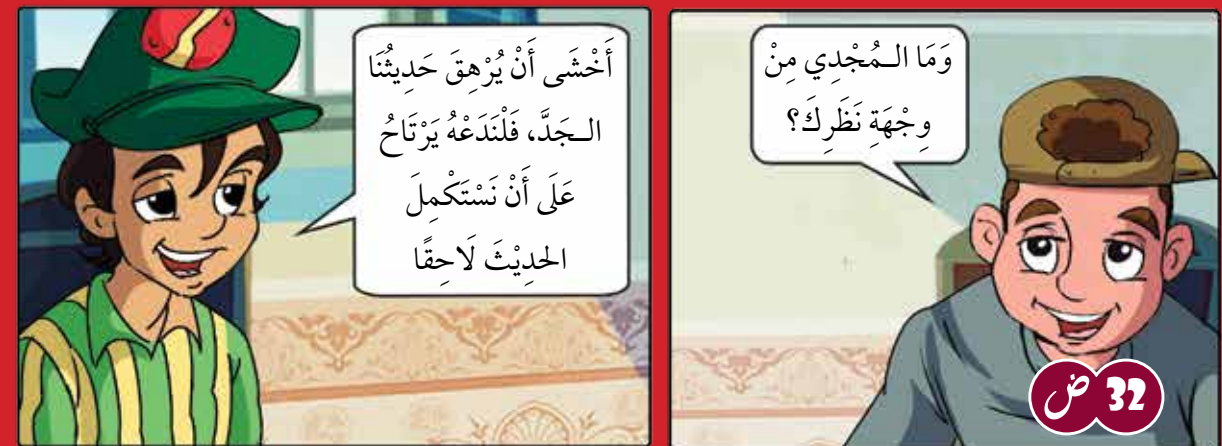 وَمَا الـمُجْدِي مِنْ
وِجْهَةِ نَظَرِكَ؟
أَخْشَى أَنْ يُرْهِقَ حَدِيثُنَا
الـجَدَّ، فَلْنَدَعْهُ يَرْتَاحُ
عَلَى أَنْ نَسْتَكْمِلَ
الحَدِيْثَ لَاحِقًا
32 ض